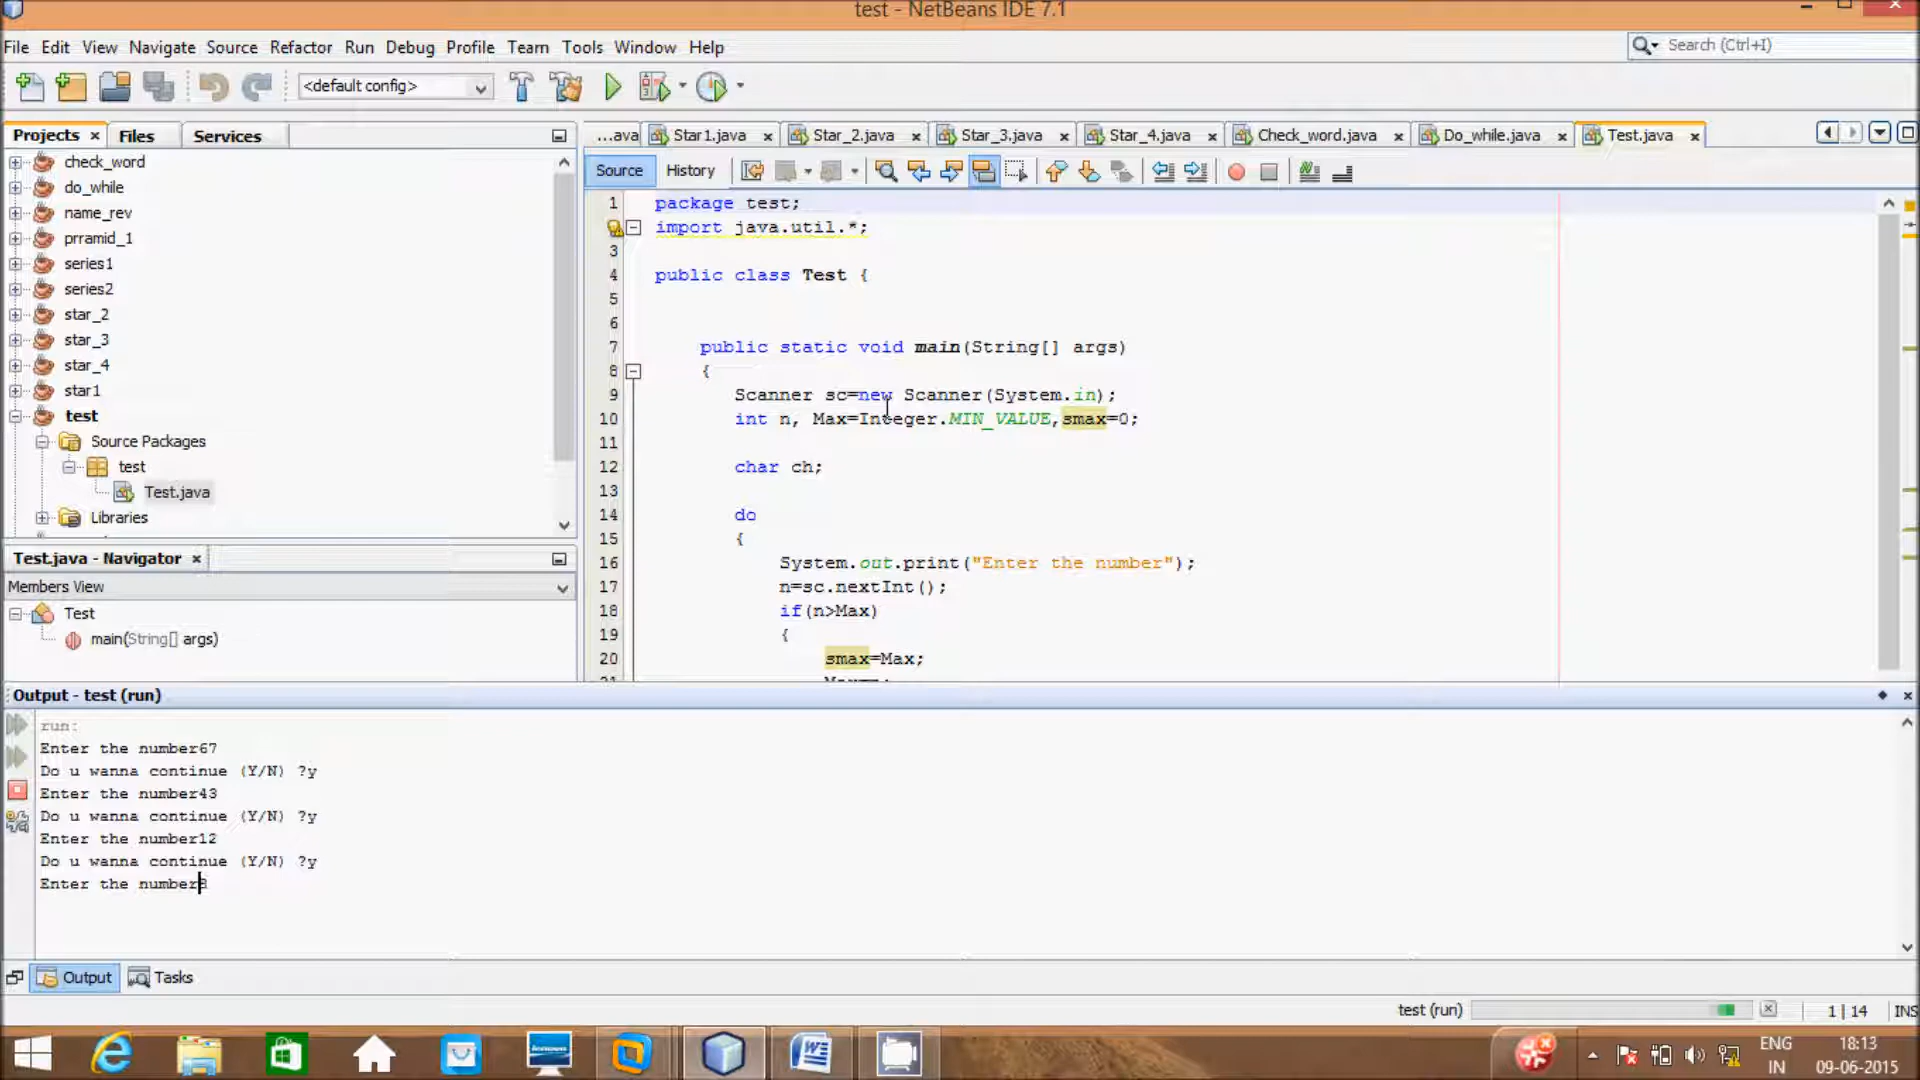 test - NetBeans IDE 7.1
File Edit View Navigate Source Refactor Run Debug Profile Team Tools Window Help
Search (Ctrl+I)
<default config>
Projects Files Services
check_word
do_while
name_rev
prramid_1
series1
series2
star_2
star_3
star_4
star1
test
Source Packages
test
Test.java
Libraries
Test.java - Navigator
Members View
Test
main(String[] args)
...ava Star1.java Star_2.java Star_3.java Star_4.java Check_word.java Do_while.java Test.java
Source History
1 package test;
import java.util.*;
3
4 public class Test {
5
6
7 public static void main(String[] args)
8 {
9 Scanner sc=new Scanner(System.in);
10 int n, Max=Integer.MIN_VALUE,smax=0;
11
12 char ch;
13
14 do
15 {
16 System.out.print("Enter the number");
17 n=sc.nextInt();
18 if(n>Max)
19 {
20 smax=Max;
Output - test (run)
run:
Enter the number67
Do u wanna continue (Y/N) ?y
Enter the number43
Do u wanna continue (Y/N) ?y
Enter the number12
Do u wanna continue (Y/N) ?y
Enter the number
Output Tasks
test (run) 1|14 INS
ENG
IN
18:13
09-06-2015